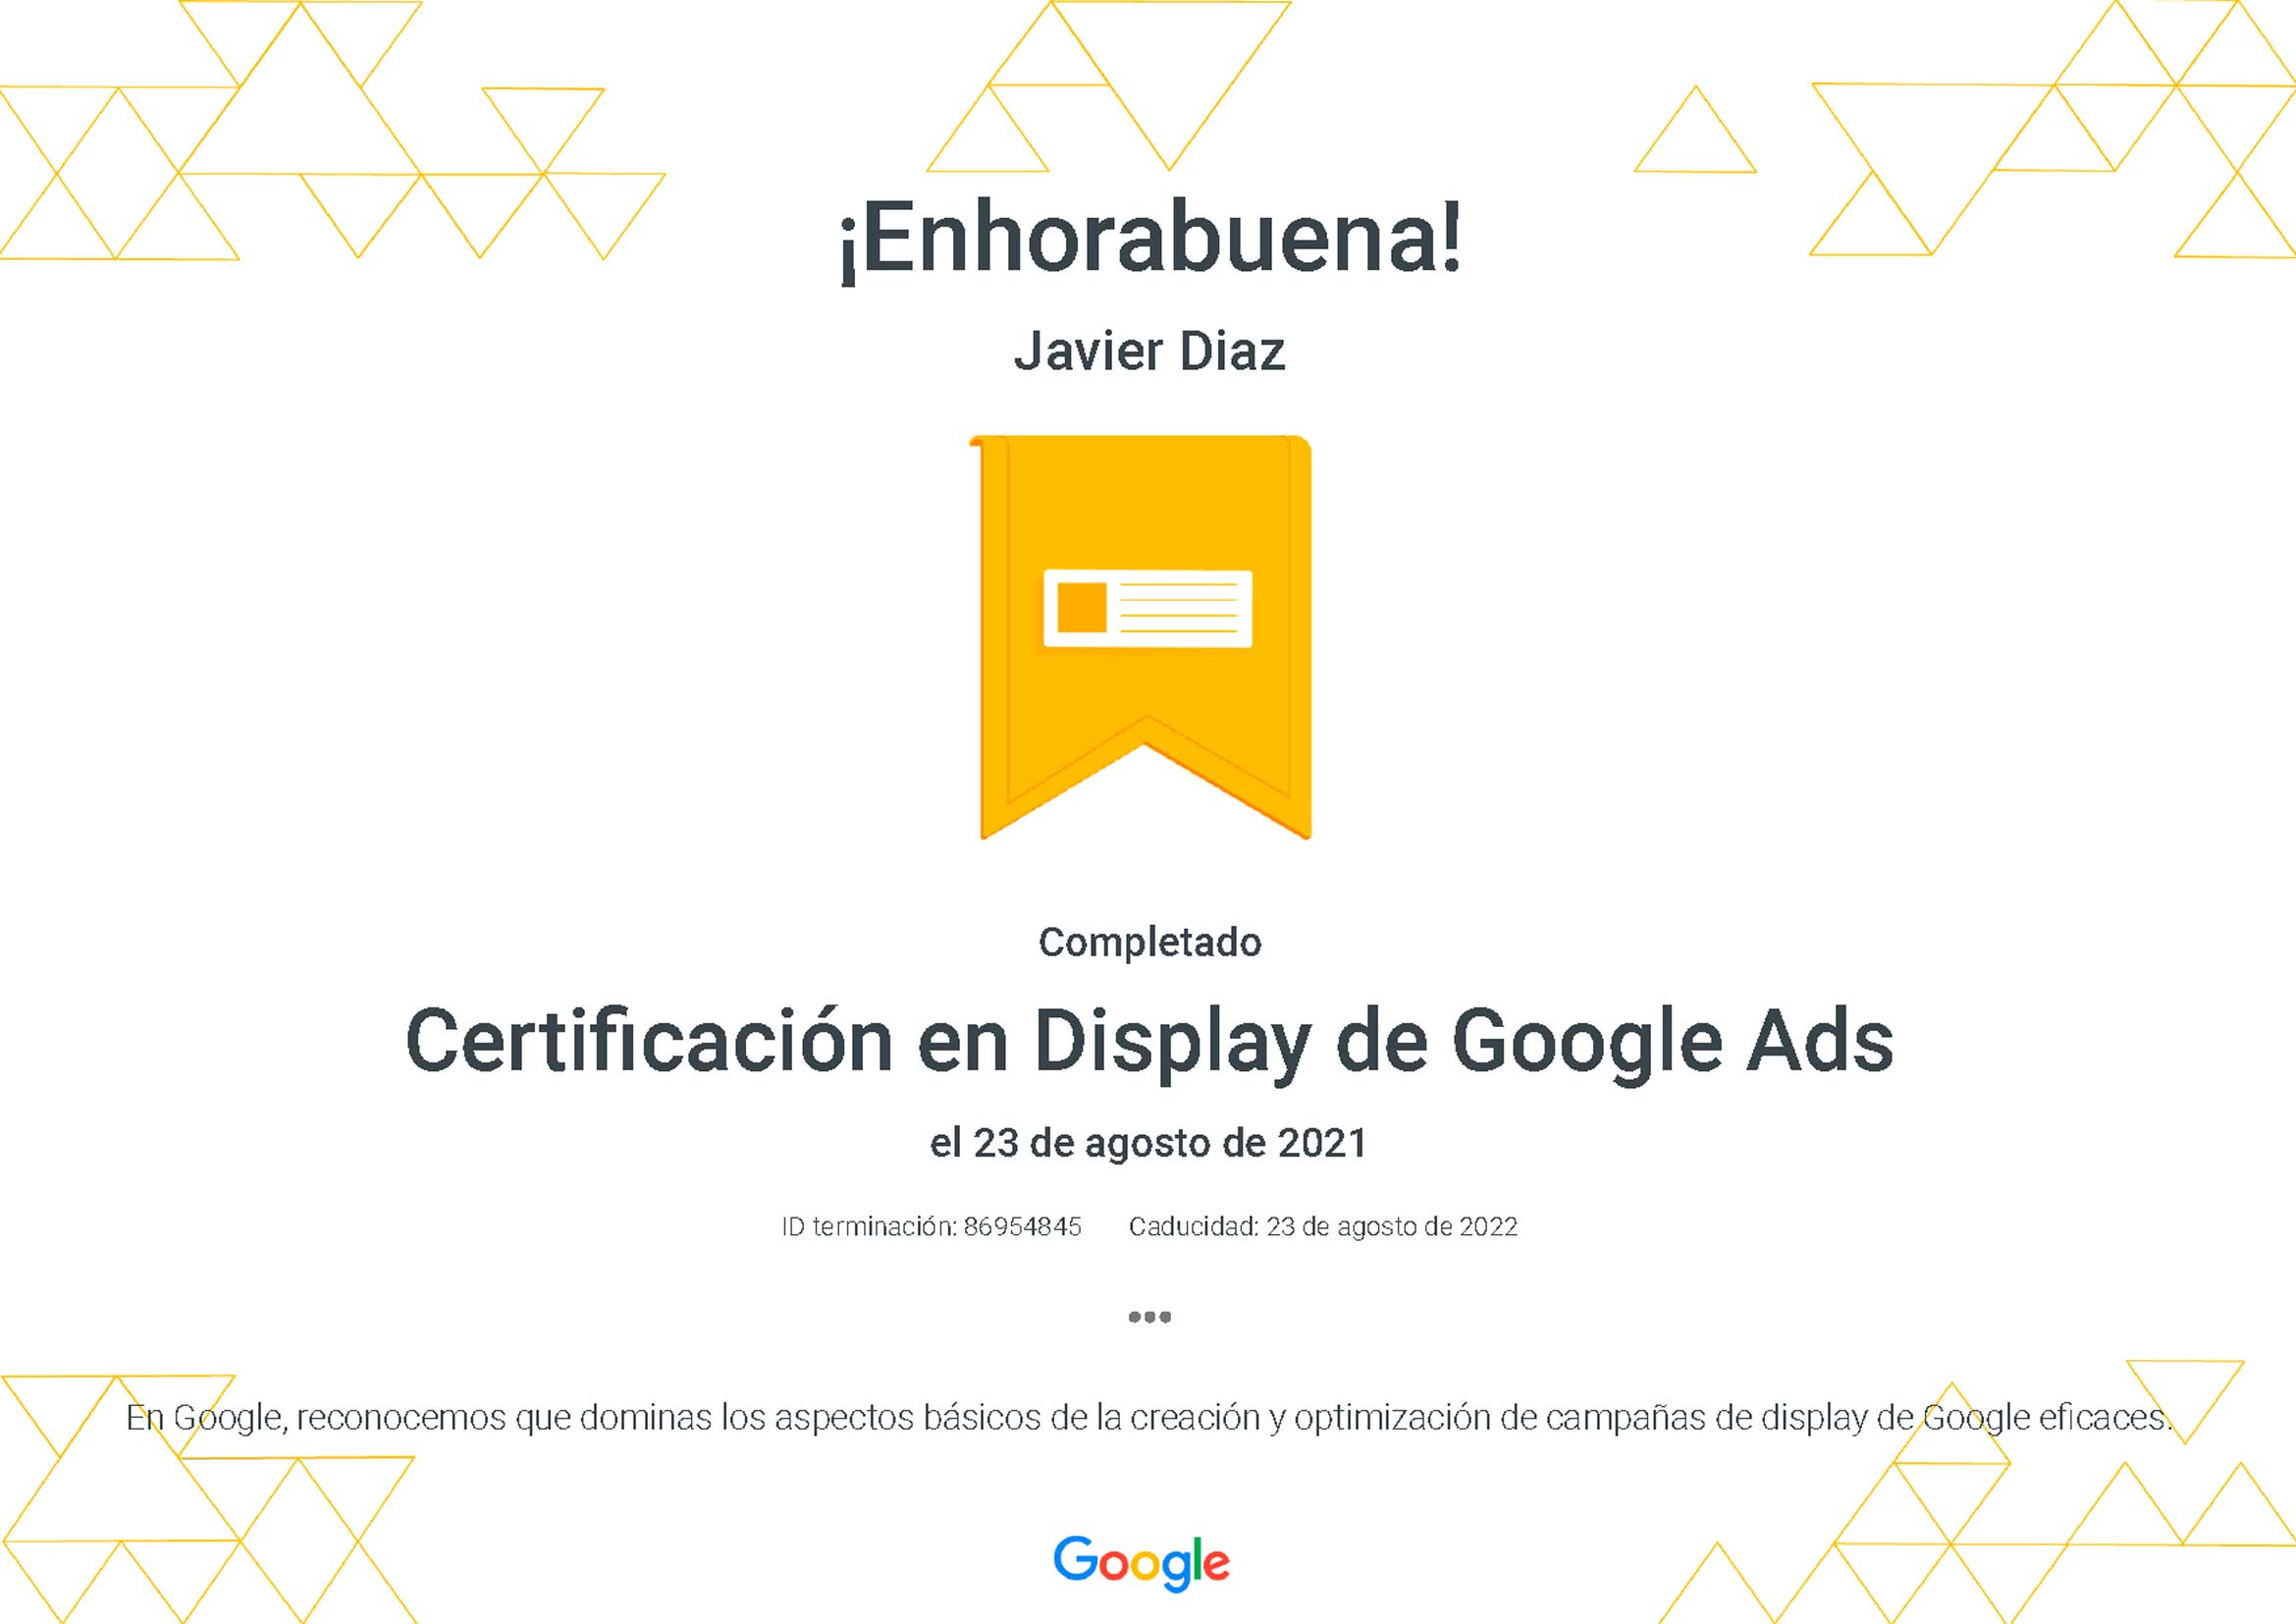 ¡Enhorabuena!
Javier Diaz
Completado
Certificación en Display de Google Ads
el 23 de agosto de 2021
ID terminación: 86954845 Caducidad: 23 de agosto de 2022
•••
En Google, reconocemos que dominas los aspectos básicos de la creación y optimización de campañas de display de Google eficaces.
Google